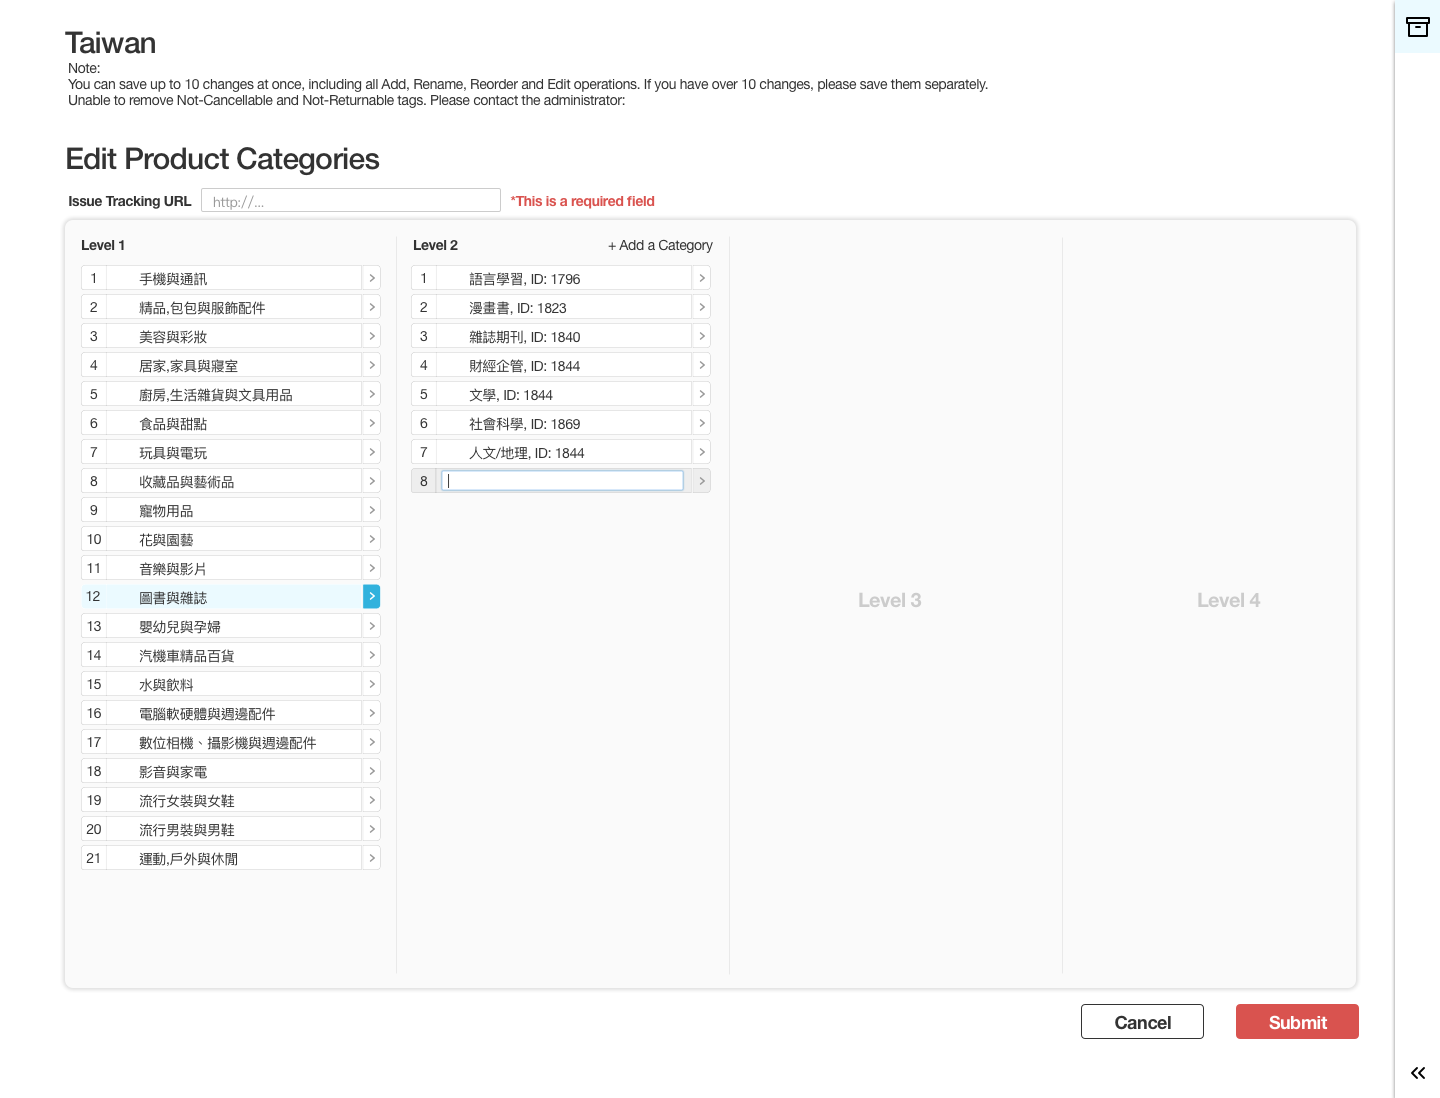 Taiwan
Note:
You can save up to 10 changes at once, including all Add, Rename, Reorder and Edit operations. If you have over 10 changes, please save them separately.
Unable to remove Not-Cancellable and Not-Returnable tags. Please contact the administrator:
Edit Product Categories
Issue Tracking URL http://... *This is a required field
Level 1
1 手機與通訊
2 精品,包包與服飾配件
3 美容與彩妝
4 居家,家具與寢室
5 廚房,生活雜貨與文具用品
6 食品與甜點
7 玩具與電玩
8 收藏品與藝術品
9 寵物用品
10 花與園藝
11 音樂與影片
12 圖書與雜誌
13 嬰幼兒與孕婦
14 汽機車精品百貨
15 水與飲料
16 電腦軟硬體與週邊配件
17 數位相機、攝影機與週邊配件
18 影音與家電
19 流行女裝與女鞋
20 流行男裝與男鞋
21 運動,戶外與休閒
Level 2 + Add a Category
1 語言學習, ID: 1796
2 漫畫書, ID: 1823
3 雜誌期刊, ID: 1840
4 財經企管, ID: 1844
5 文學, ID: 1844
6 社會科學, ID: 1869
7 人文/地理, ID: 1844
8
Level 3
Level 4
Cancel
Submit